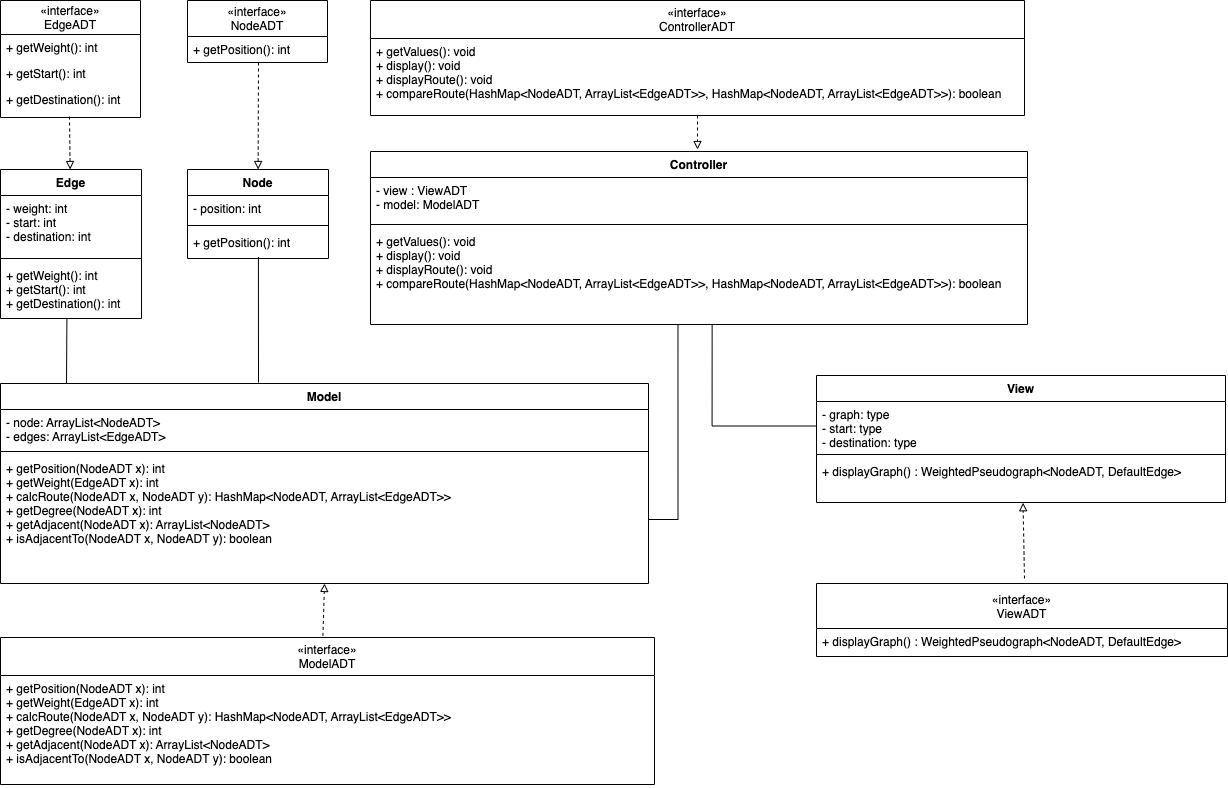 «interface»
EdgeADT
+ getWeight(): int
+ getStart(): int
+ getDestination(): int
«interface»
NodeADT
+ getPosition(): int
«interface»
ControllerADT
+ getValues(): void
+ display(): void
+ displayRoute(): void
+ compareRoute(HashMap<NodeADT, ArrayList<EdgeADT>>, HashMap<NodeADT, ArrayList<EdgeADT>>): boolean
Edge
- weight: int
- start: int
- destination: int
+ getWeight(): int
+ getStart(): int
+ getDestination(): int
Node
- position: int
+ getPosition(): int
Controller
- view : ViewADT
- model: ModelADT
+ getValues(): void
+ display(): void
+ displayRoute(): void
+ compareRoute(HashMap<NodeADT, ArrayList<EdgeADT>>, HashMap<NodeADT, ArrayList<EdgeADT>>): boolean
Model
- node: ArrayList<NodeADT>
- edges: ArrayList<EdgeADT>
+ getPosition(NodeADT x): int
+ getWeight(EdgeADT x): int
+ calcRoute(NodeADT x, NodeADT y): HashMap<NodeADT, ArrayList<EdgeADT>>
+ getDegree(NodeADT x): int
+ getAdjacent(NodeADT x): ArrayList<NodeADT>
+ isAdjacentTo(NodeADT x, NodeADT y): boolean
View
- graph: type
- start: type
- destination: type
+ displayGraph() : WeightedPseudograph<NodeADT, DefaultEdge>
«interface»
ViewADT
+ displayGraph() : WeightedPseudograph<NodeADT, DefaultEdge>
«interface»
ModelADT
+ getPosition(NodeADT x): int
+ getWeight(EdgeADT x): int
+ calcRoute(NodeADT x, NodeADT y): HashMap<NodeADT, ArrayList<EdgeADT>>
+ getDegree(NodeADT x): int
+ getAdjacent(NodeADT x): ArrayList<NodeADT>
+ isAdjacentTo(NodeADT x, NodeADT y): boolean